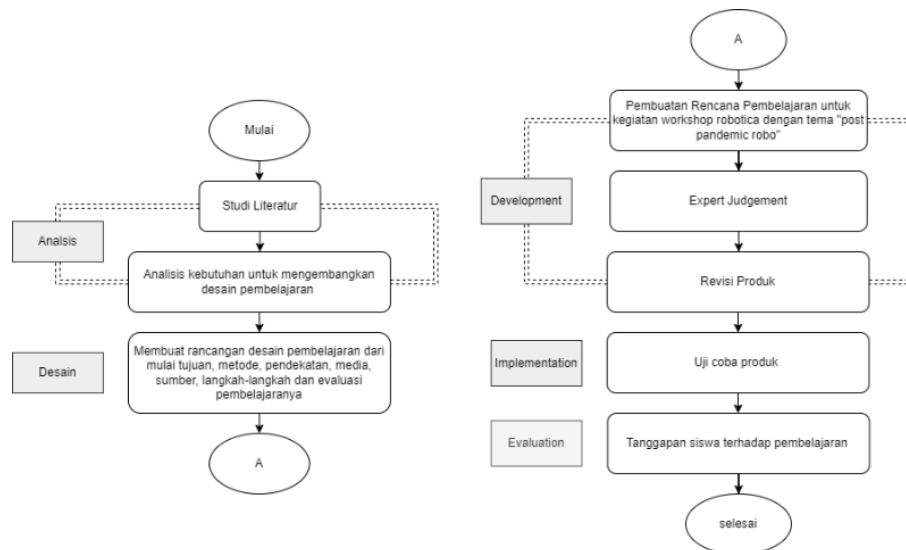 Mulai
Studi Literatur
Analsis
Analisis kebutuhan untuk mengembangkan
desain pembelajaran
Desain
Membuat rancangan desain pembelajaran dari
mulai tujuan, metode, pendekatan, media,
sumber, langkah-langkah dan evaluasi
pembelajaranya
A
A
Pembuatan Rencana Pembelajaran untuk
kegiatan workshop robotica dengan tema "post
pandemic robo"
Development
Expert Judgement
Revisi Produk
Implementation
Uji coba produk
Evaluation
Tanggapan siswa terhadap pembelajaran
selesai